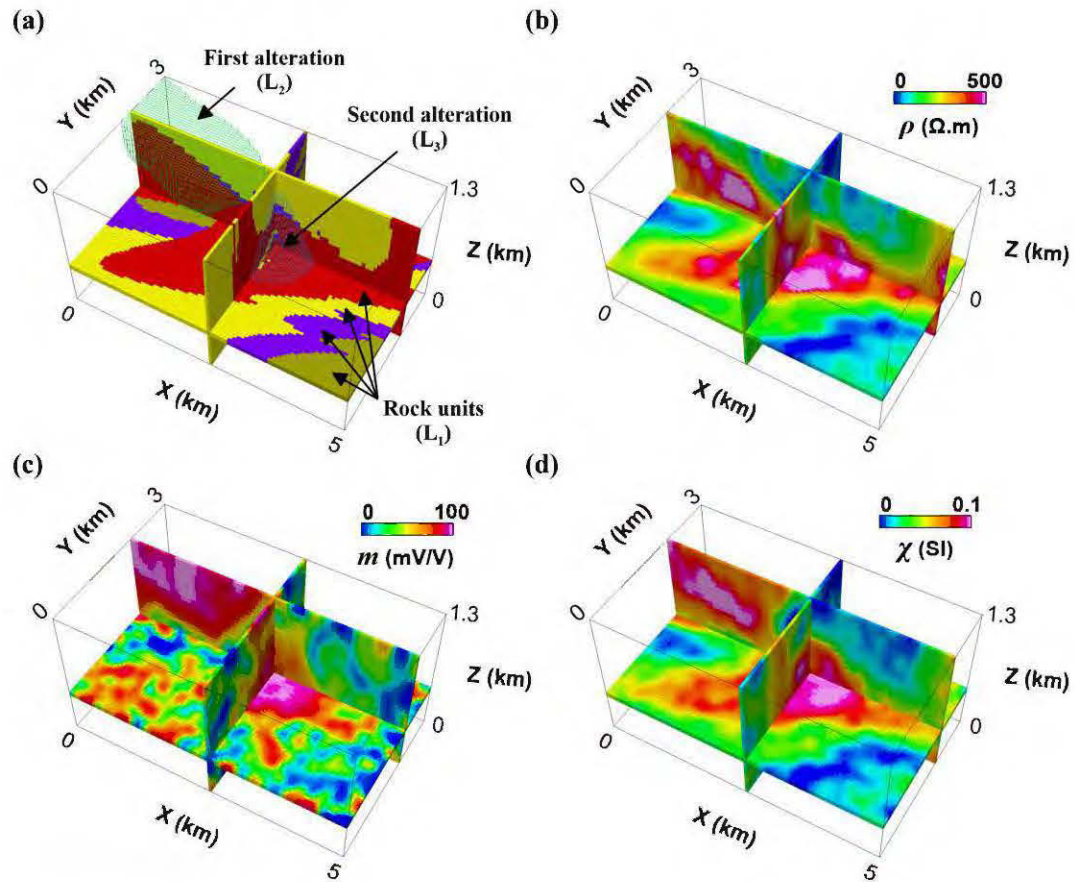 (a)
First alteration
(L₂)
Second alteration
(L₃)
Rock units
(L₁)
Y (km)
3
0
1.3
Z (km)
0
0
X (km)
5
(b)
0 500
ρ (Ω.m)
Y (km)
3
0
1.3
Z (km)
0
0
X (km)
5
(c)
0 100
m (mV/V)
Y (km)
3
0
1.3
Z (km)
0
0
X (km)
5
(d)
0 0.1
χ (SI)
Y (km)
3
0
1.3
Z (km)
0
0
X (km)
5